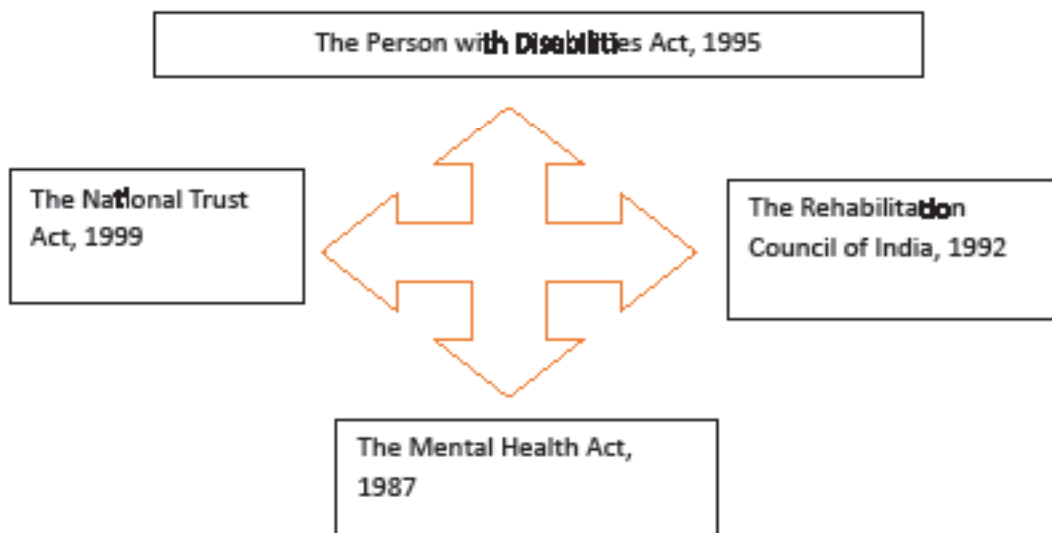 The Person with Disabilities Act, 1995
The National Trust
Act, 1999
The Rehabilitation
Council of India, 1992
The Mental Health Act,
1987